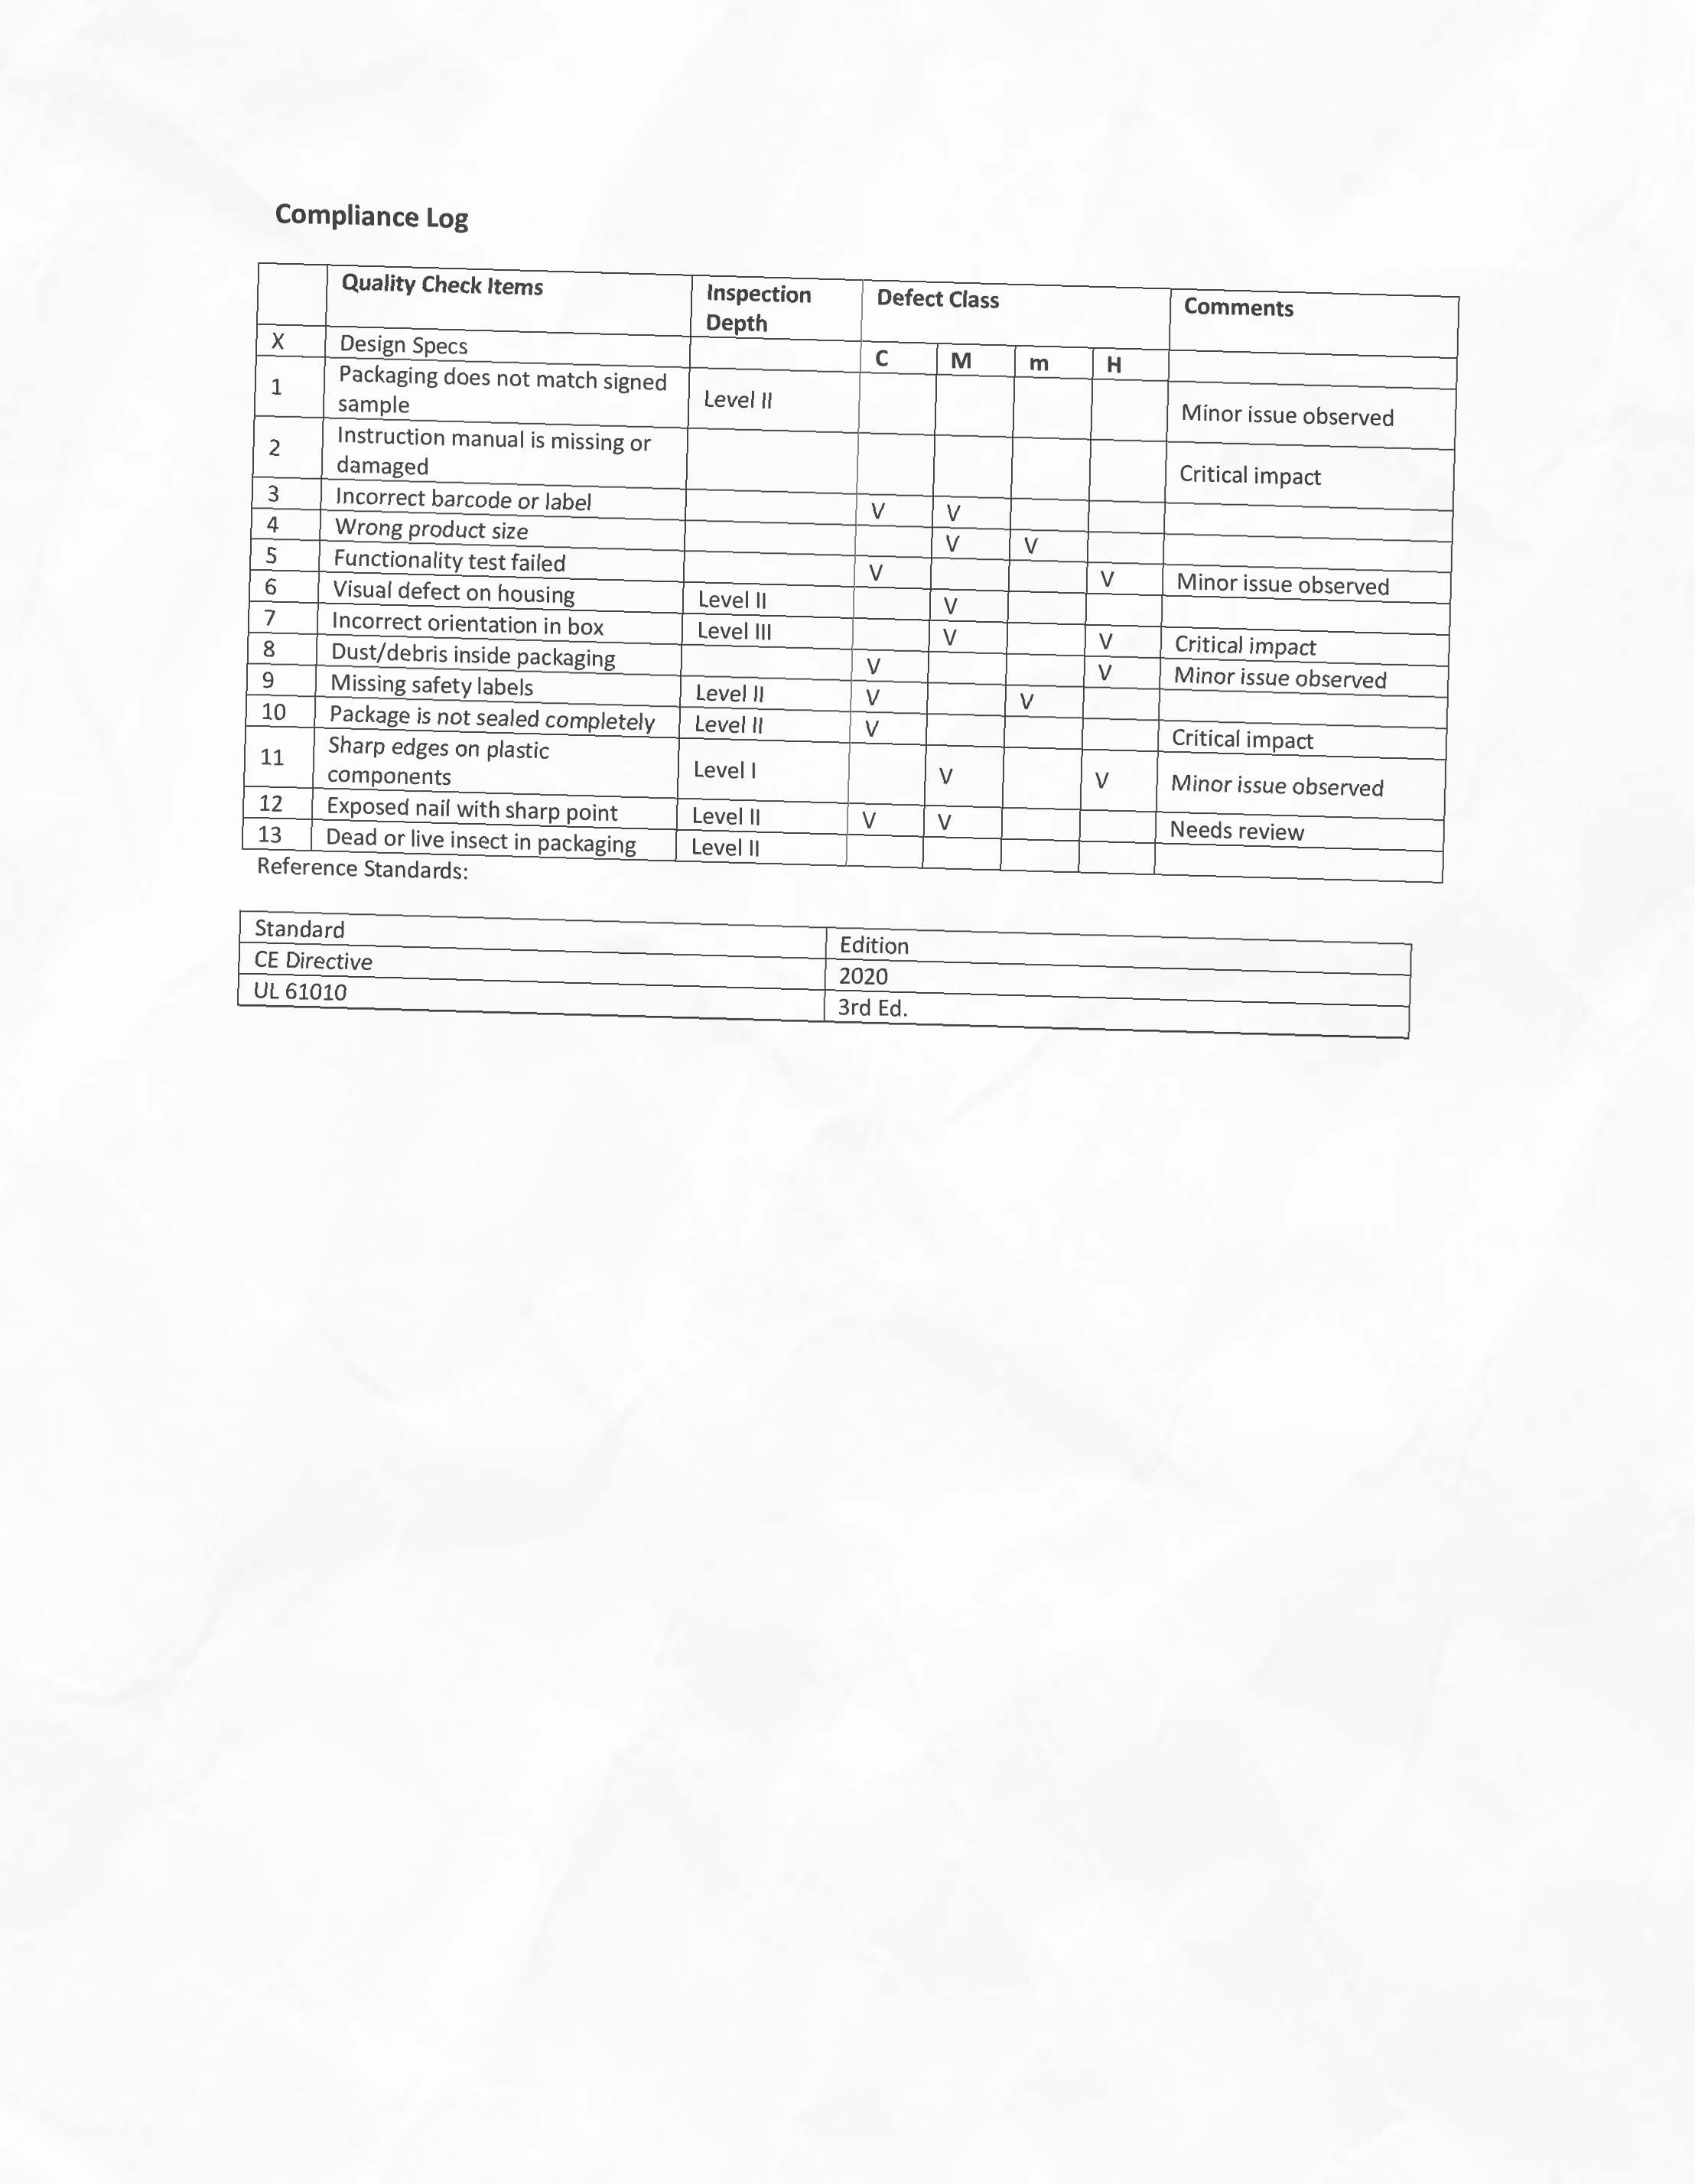 Compliance Log
Quality Check Items Inspection Depth Defect Class Comments
X Design Specs C M m H
1 Packaging does not match signed sample Level II Minor issue observed
2 Instruction manual is missing or damaged Critical impact
3 Incorrect barcode or label V V
4 Wrong product size V V
5 Functionality test failed V V Minor issue observed
6 Visual defect on housing Level II V
7 Incorrect orientation in box Level III V V Critical impact
8 Dust/debris inside packaging V V Minor issue observed
9 Missing safety labels Level II V V
10 Package is not sealed completely Level II V Critical impact
11 Sharp edges on plastic components Level I V V Minor issue observed
12 Exposed nail with sharp point Level II V V Needs review
13 Dead or live insect in packaging Level II
Reference Standards:
Standard Edition
CE Directive 2020
UL 61010 3rd Ed.